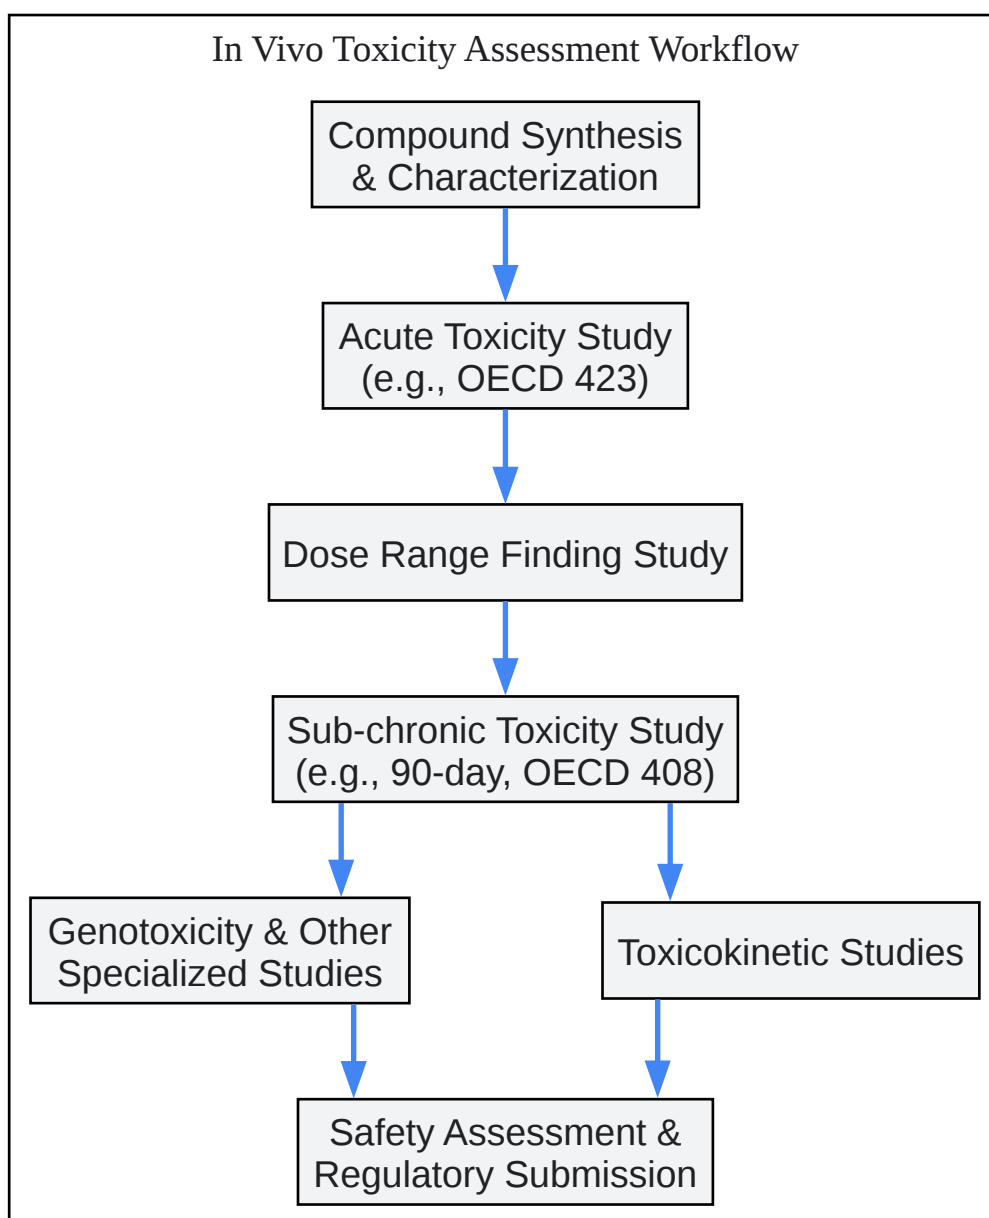 In Vivo Toxicity Assessment Workflow
Compound Synthesis
& Characterization
Acute Toxicity Study
(e.g., OECD 423)
Dose Range Finding Study
Sub-chronic Toxicity Study
(e.g., 90-day, OECD 408)
Genotoxicity & Other
Specialized Studies
Toxicokinetic Studies
Safety Assessment &
Regulatory Submission